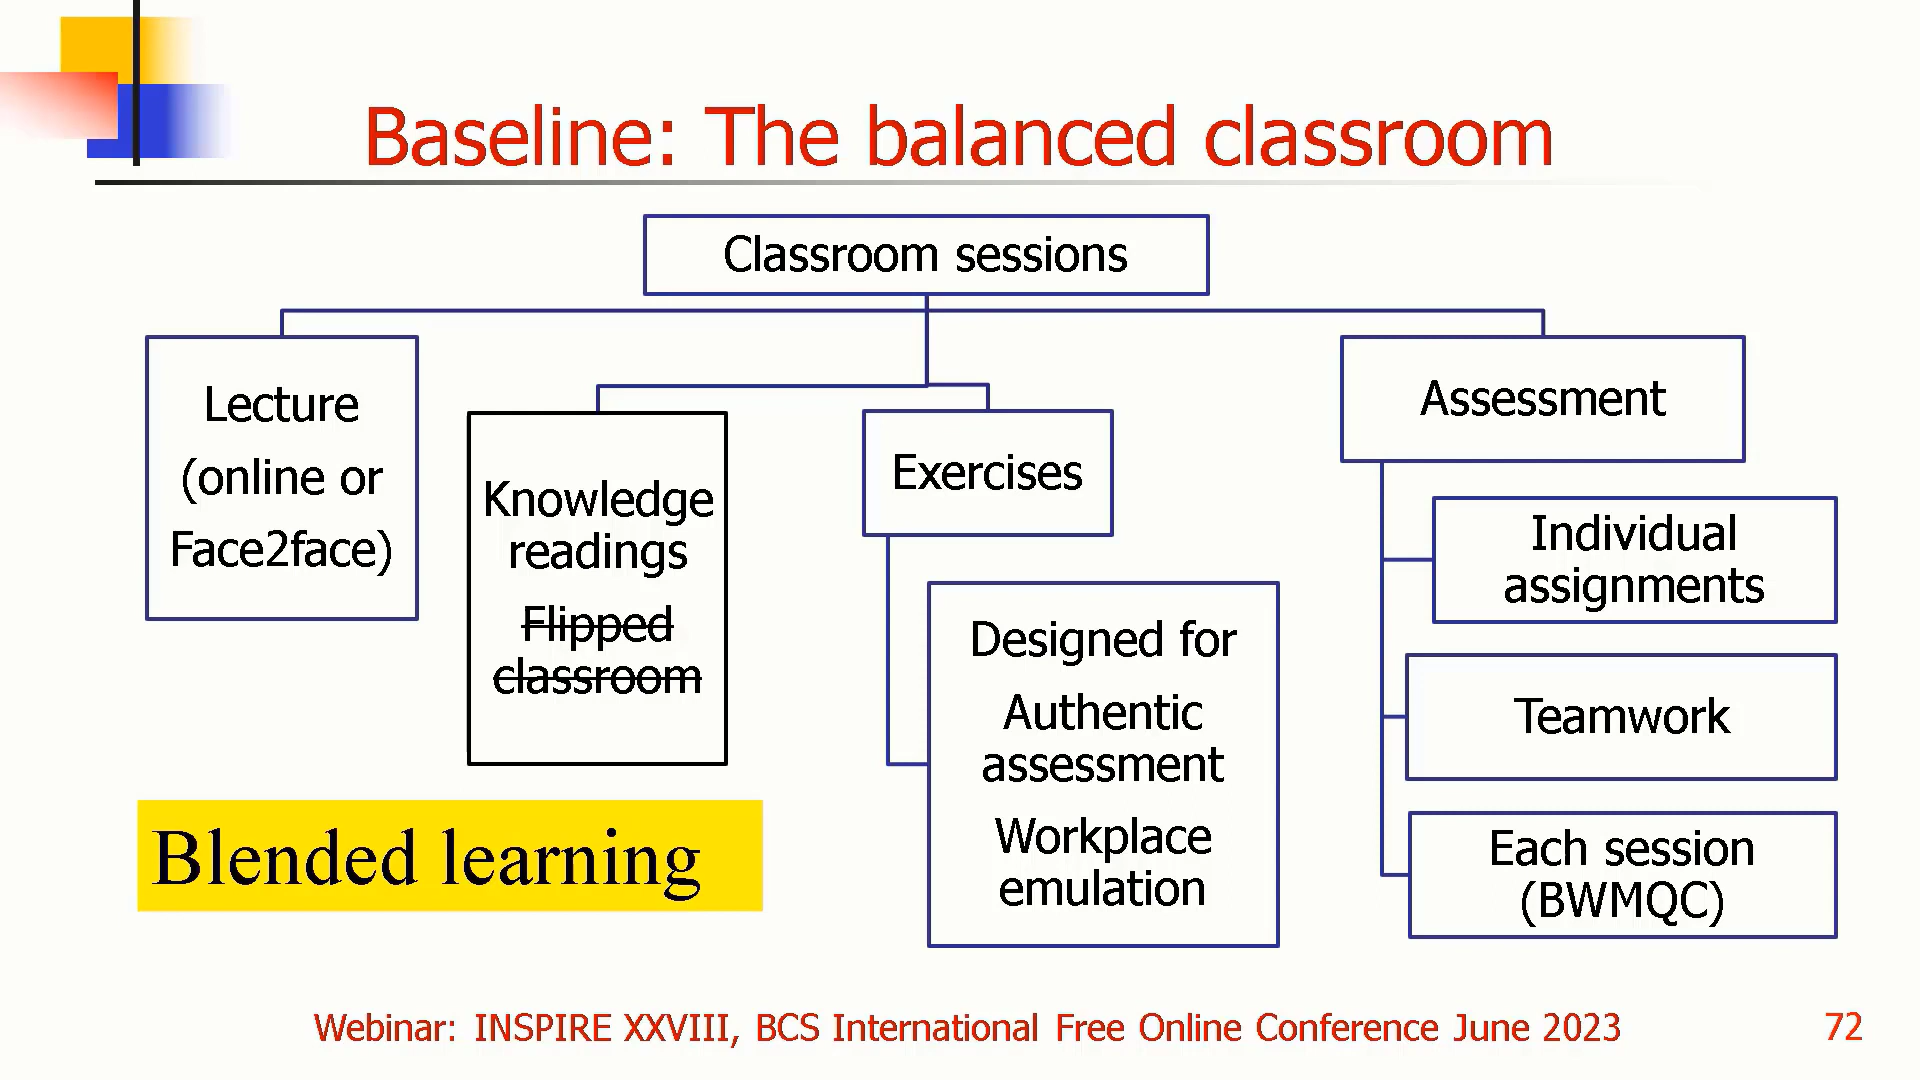 Baseline: The balanced classroom
Classroom sessions
Lecture
(online or
Face2face)
Knowledge
readings
Flipped
classroom
Exercises
Designed for
Authentic
assessment
Workplace
emulation
Assessment
Individual
assignments
Teamwork
Each session
(BWMQC)
Blended learning
Webinar: INSPIRE XXVIII, BCS International Free Online Conference June 2023
72